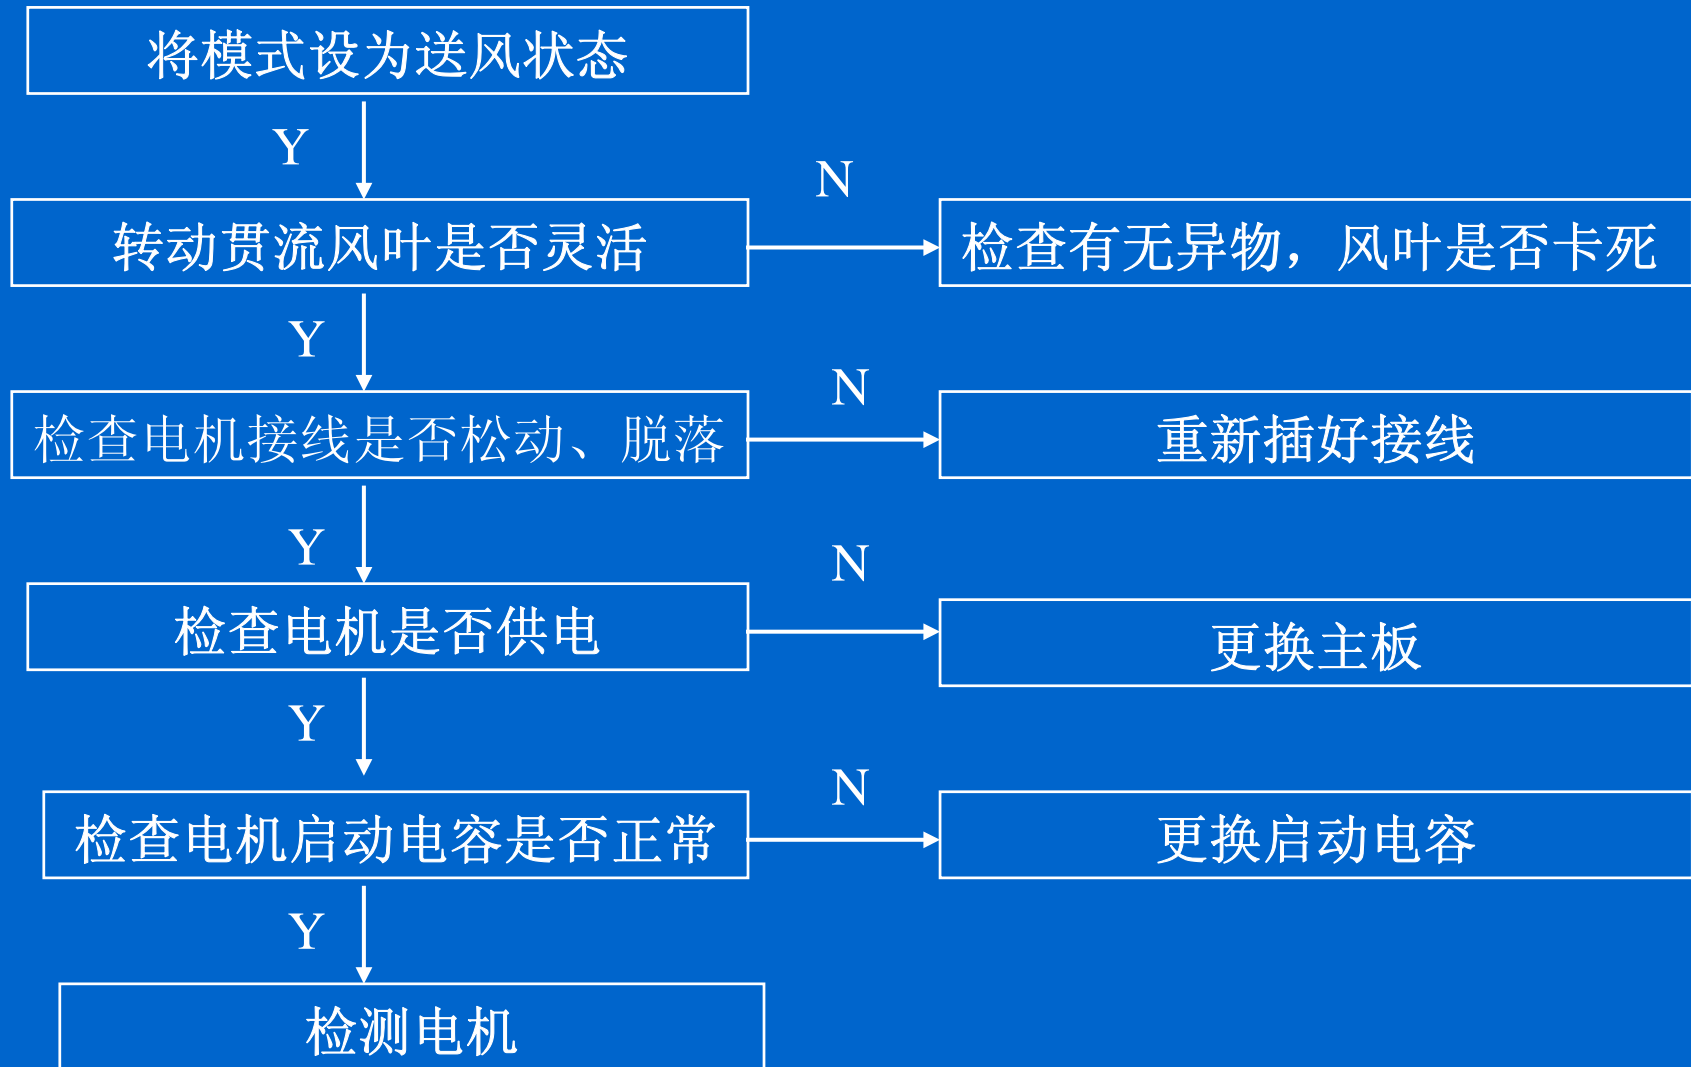 将模式设为送风状态
Y
N
转动贯流风叶是否灵活
检查有无异物，风叶是否卡死
Y
N
检查电机接线是否松动、脱落
重新插好接线
Y
N
检查电机是否供电
更换主板
Y
N
检查电机启动电容是否正常
更换启动电容
Y
检测电机